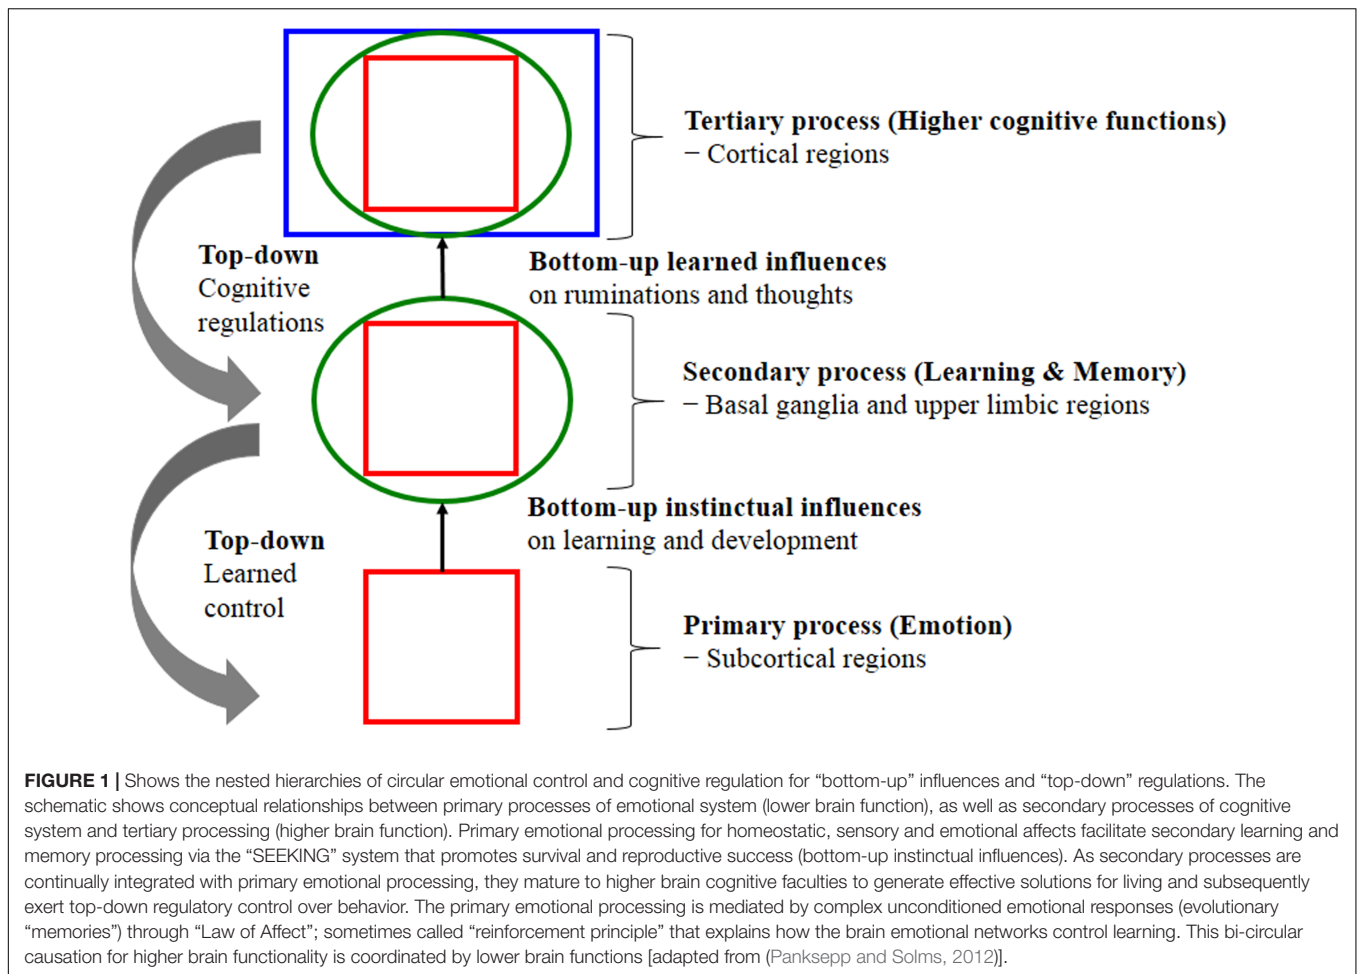 Tertiary process (Higher cognitive functions)
– Cortical regions
Top-down
Cognitive
regulations
Bottom-up learned influences
on ruminations and thoughts
Secondary process (Learning & Memory)
– Basal ganglia and upper limbic regions
Bottom-up instinctual influences
on learning and development
Top-down
Learned
control
Primary process (Emotion)
– Subcortical regions
FIGURE 1 | Shows the nested hierarchies of circular emotional control and cognitive regulation for “bottom-up” influences and “top-down” regulations. The
schematic shows conceptual relationships between primary processes of emotional system (lower brain function), as well as secondary processes of cognitive
system and tertiary processing (higher brain function). Primary emotional processing for homeostatic, sensory and emotional affects facilitate secondary learning and
memory processing via the “SEEKING” system that promotes survival and reproductive success (bottom-up instinctual influences). As secondary processes are
continually integrated with primary emotional processing, they mature to higher brain cognitive faculties to generate effective solutions for living and subsequently
exert top-down regulatory control over behavior. The primary emotional processing is mediated by complex unconditioned emotional responses (evolutionary
“memories”) through “Law of Affect”; sometimes called “reinforcement principle” that explains how the brain emotional networks control learning. This bi-circular
causation for higher brain functionality is coordinated by lower brain functions [adapted from (Panksepp and Solms, 2012)].